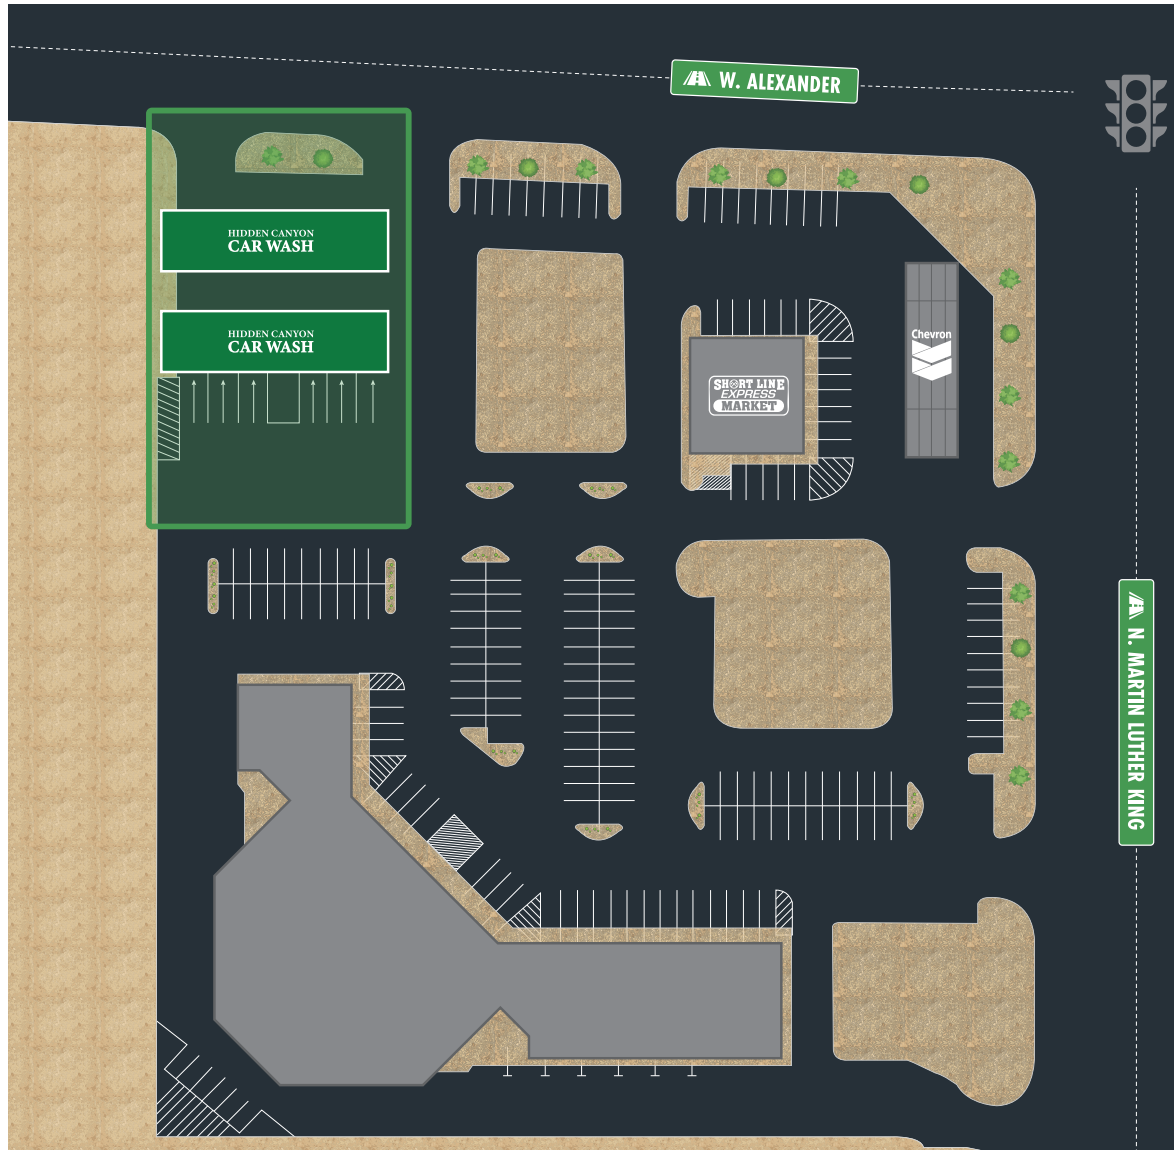 W. ALEXANDER
HIDDEN CANYON
CAR WASH
HIDDEN CANYON
CAR WASH
Chevron
SHORT LINE
EXPRESS
MARKET
N. MARTIN LUTHER KING